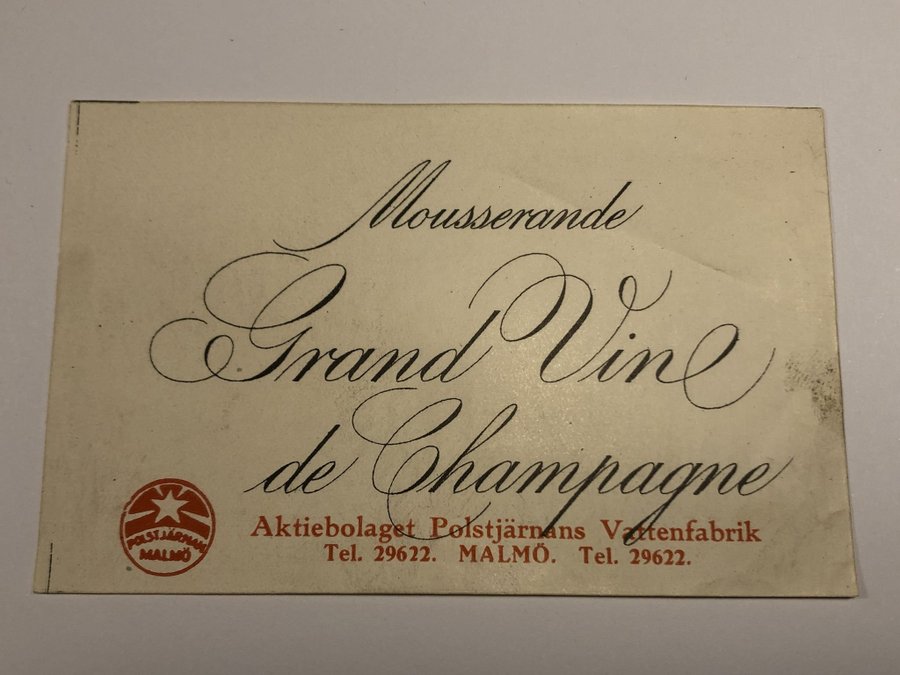 Mousserande
Grand Vin
de Champagne
POLSTJÄRNAN
MALMÖ
Aktiebolaget Polstjärnans Vattenfabrik
Tel. 29622. MALMÖ. Tel. 29622.